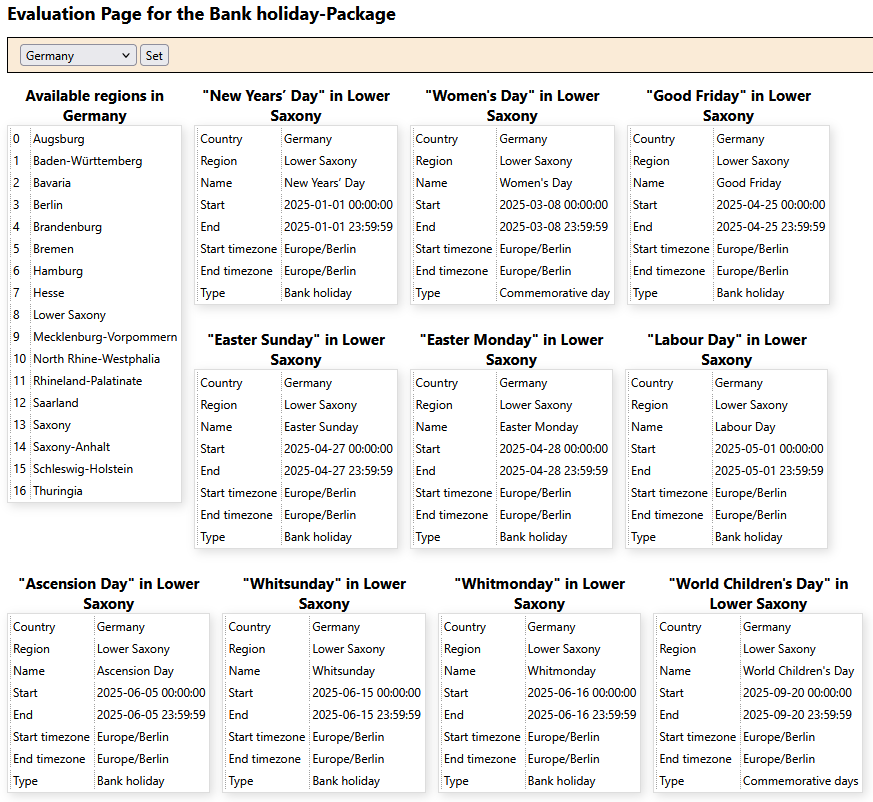 Evaluation Page for the Bank holiday-Package
Germany Set
Available regions in
Germany
0 Augsburg
1 Baden-Württemberg
2 Bavaria
3 Berlin
4 Brandenburg
5 Bremen
6 Hamburg
7 Hesse
8 Lower Saxony
9 Mecklenburg-Vorpommern
10 North Rhine-Westphalia
11 Rhineland-Palatinate
12 Saarland
13 Saxony
14 Saxony-Anhalt
15 Schleswig-Holstein
16 Thuringia
"New Years’ Day" in Lower
Saxony
Country Germany
Region Lower Saxony
Name New Years’ Day
Start 2025-01-01 00:00:00
End 2025-01-01 23:59:59
Start timezone Europe/Berlin
End timezone Europe/Berlin
Type Bank holiday
"Women's Day" in Lower
Saxony
Country Germany
Region Lower Saxony
Name Women's Day
Start 2025-03-08 00:00:00
End 2025-03-08 23:59:59
Start timezone Europe/Berlin
End timezone Europe/Berlin
Type Commemorative day
"Good Friday" in Lower
Saxony
Country Germany
Region Lower Saxony
Name Good Friday
Start 2025-04-25 00:00:00
End 2025-04-25 23:59:59
Start timezone Europe/Berlin
End timezone Europe/Berlin
Type Bank holiday
"Easter Sunday" in Lower
Saxony
Country Germany
Region Lower Saxony
Name Easter Sunday
Start 2025-04-27 00:00:00
End 2025-04-27 23:59:59
Start timezone Europe/Berlin
End timezone Europe/Berlin
Type Bank holiday
"Easter Monday" in Lower
Saxony
Country Germany
Region Lower Saxony
Name Easter Monday
Start 2025-04-28 00:00:00
End 2025-04-28 23:59:59
Start timezone Europe/Berlin
End timezone Europe/Berlin
Type Bank holiday
"Labour Day" in Lower
Saxony
Country Germany
Region Lower Saxony
Name Labour Day
Start 2025-05-01 00:00:00
End 2025-05-01 23:59:59
Start timezone Europe/Berlin
End timezone Europe/Berlin
Type Bank holiday
"Ascension Day" in Lower
Saxony
Country Germany
Region Lower Saxony
Name Ascension Day
Start 2025-06-05 00:00:00
End 2025-06-05 23:59:59
Start timezone Europe/Berlin
End timezone Europe/Berlin
Type Bank holiday
"Whitsunday" in Lower
Saxony
Country Germany
Region Lower Saxony
Name Whitsunday
Start 2025-06-15 00:00:00
End 2025-06-15 23:59:59
Start timezone Europe/Berlin
End timezone Europe/Berlin
Type Bank holiday
"Whitmonday" in Lower
Saxony
Country Germany
Region Lower Saxony
Name Whitmonday
Start 2025-06-16 00:00:00
End 2025-06-16 23:59:59
Start timezone Europe/Berlin
End timezone Europe/Berlin
Type Bank holiday
"World Children's Day" in
Lower Saxony
Country Germany
Region Lower Saxony
Name World Children's Day
Start 2025-09-20 00:00:00
End 2025-09-20 23:59:59
Start timezone Europe/Berlin
End timezone Europe/Berlin
Type Commemorative days